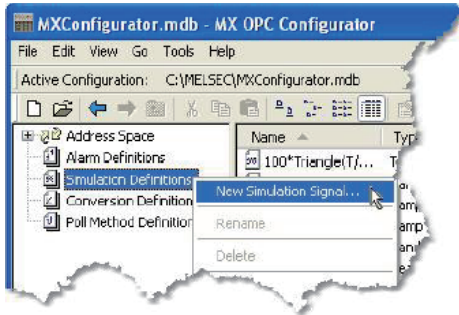 MXConfigurator.mdb - MX OPC Configurator
File Edit View Go Tools Help
Active Configuration: C:\MELSEC\MXConfigurator.mdb
Address Space
Alarm Definitions
Simulation Definitions
Conversion Definition
Poll Method Definition
Name
100*Triangle(T/...
New Simulation Signal...
Rename
Delete